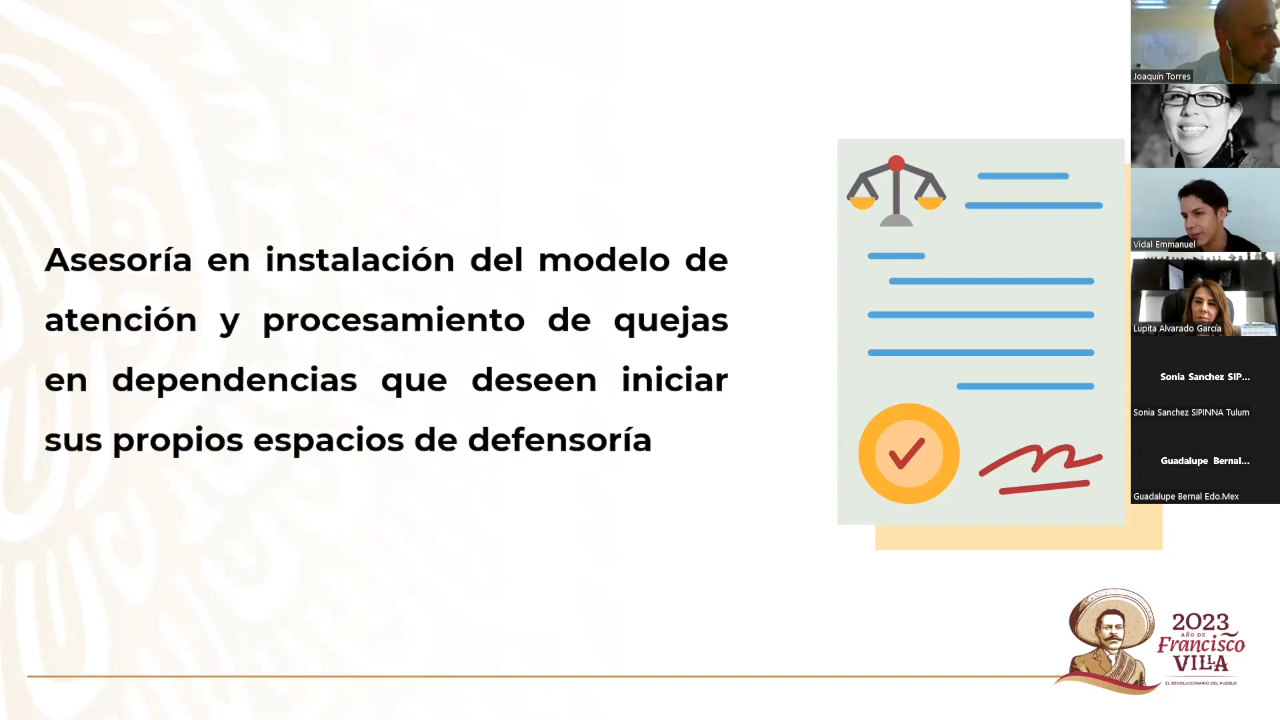 Asesoría en instalación del modelo de
atención y procesamiento de quejas
en dependencias que deseen iniciar
sus propios espacios de defensoría
Joaquín Torres
Vidal Emmanuel
Lupita Alvarado García
Sonia Sanchez SIP...
Sonia Sanchez SIPINNA Tulum
Guadalupe Bernal...
Guadalupe Bernal Edo.Mex
2023
AÑO DE
Francisco
VILLA
EL REVOLUCIONARIO DEL PUEBLO